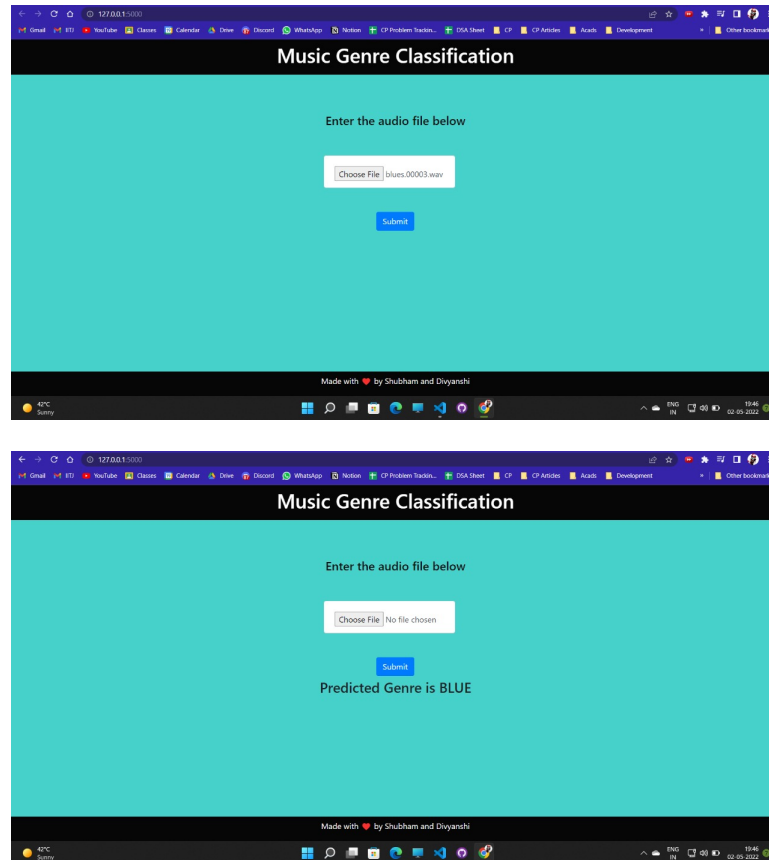 127.0.0.1:5000
Gmail IITJ YouTube Classes Calendar Drive Discord WhatsApp Notion CP Problem Trackin... DSA Sheet CP CP Articles Acads Development » Other bookmark
Music Genre Classification
Enter the audio file below
Choose File blues.00003.wav
Submit
Made with ❤ by Shubham and Divyanshi
42°C
Sunny
ENG
IN
19:46
02-05-2022
127.0.0.1:5000
Gmail IITJ YouTube Classes Calendar Drive Discord WhatsApp Notion CP Problem Trackin... DSA Sheet CP CP Articles Acads Development » Other bookmark
Music Genre Classification
Enter the audio file below
Choose File No file chosen
Submit
Predicted Genre is BLUE
Made with ❤ by Shubham and Divyanshi
42°C
Sunny
ENG
IN
19:46
02-05-2022